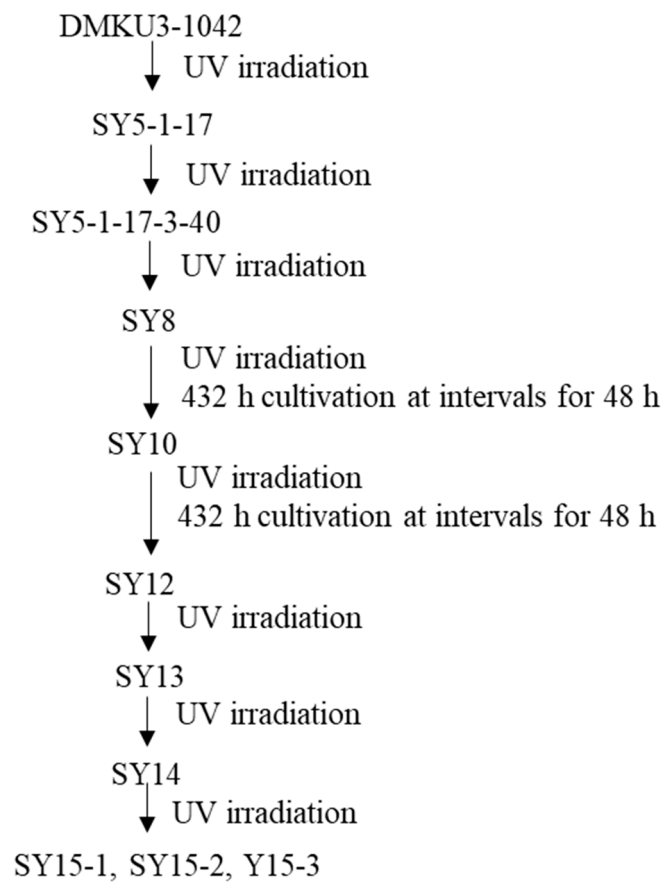 DMKU3-1042
UV irradiation
SY5-1-17
UV irradiation
SY5-1-17-3-40
UV irradiation
SY8
UV irradiation
432 h cultivation at intervals for 48 h
SY10
UV irradiation
432 h cultivation at intervals for 48 h
SY12
UV irradiation
SY13
UV irradiation
SY14
UV irradiation
SY15-1, SY15-2, Y15-3